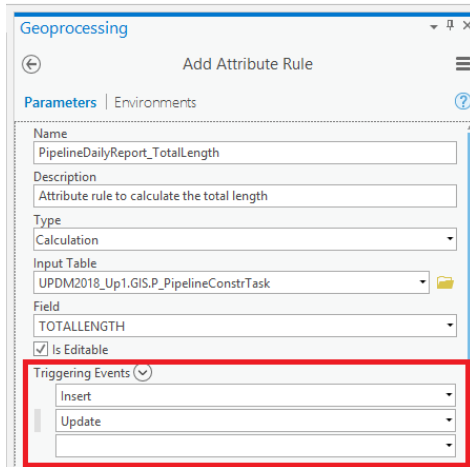 Geoprocessing
Add Attribute Rule
Parameters | Environments
?
Name
PipelineDailyReport_TotalLength
Description
Attribute rule to calculate the total length
Type
Calculation
Input Table
UPDM2018_Up1.GIS.P_PipelineConstrTask
Field
TOTALLENGTH
Is Editable
Triggering Events
Insert
Update